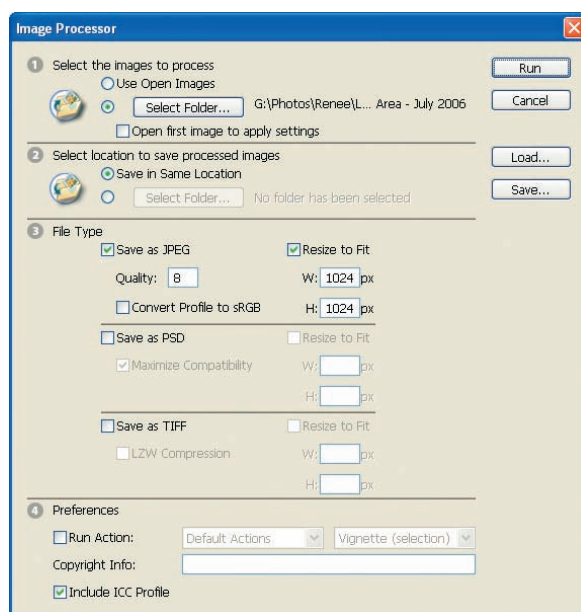 Image Processor
1 Select the images to process
Use Open Images
Select Folder... G:\Photos\Renee\L... Area - July 2006
Open first image to apply settings
2 Select location to save processed images
Save in Same Location
Select Folder... No folder has been selected
3 File Type
Save as JPEG Resize to Fit
Quality: 8 W: 1024 px
Convert Profile to sRGB H: 1024 px
Save as PSD Resize to Fit
Maximize Compatibility W: px
H: px
Save as TIFF Resize to Fit
LZW Compression W: px
H: px
4 Preferences
Run Action: Default Actions Vignette (selection)
Copyright Info:
Include ICC Profile
Run
Cancel
Load...
Save...